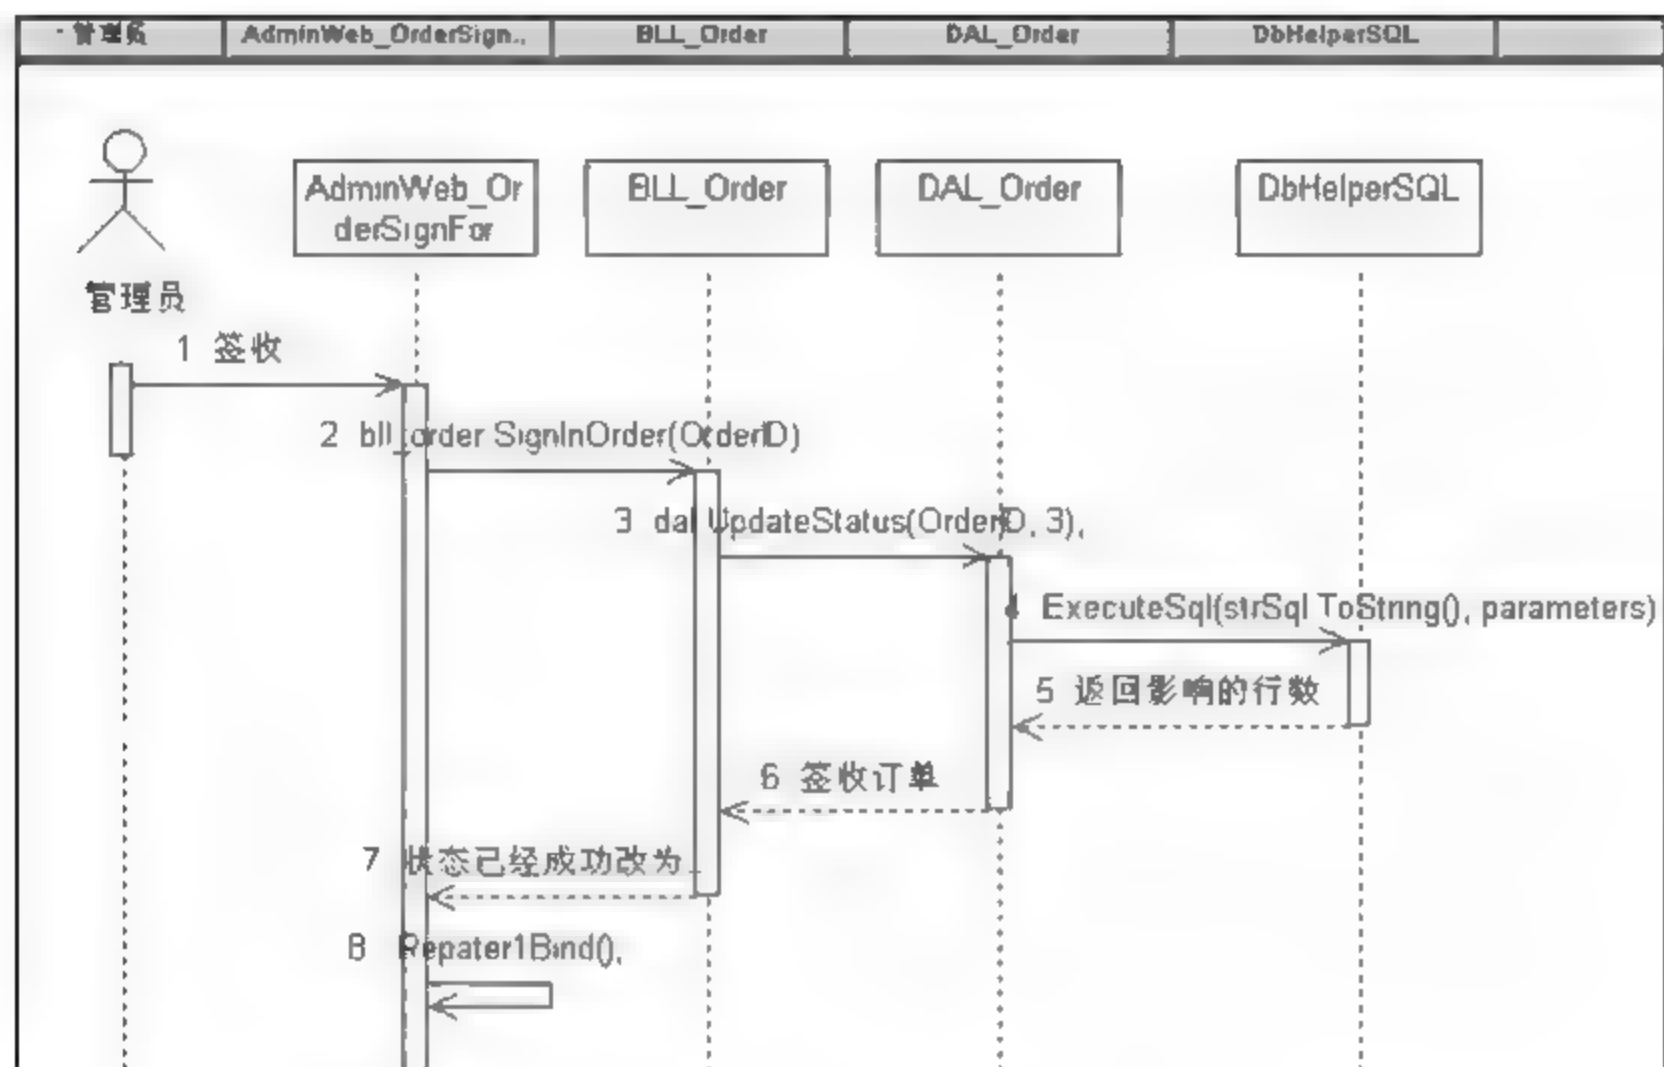 管理员
AdminWeb_OrderSign..
BLL_Order
DAL_Order
DbHelperSQL
AdminWeb_Or
derSignFor
BLL_Order
DAL_Order
DbHelperSQL
管理员
1 签收
2 bll_order SignInOrder(OrderID)
3 dal UpdateStatus(OrderID, 3),
4 ExecuteSql(strSql ToString(), parameters)
5 返回影响的行数
6 签收订单
7 状态已经成功改为..
8 Repater1Bind(),